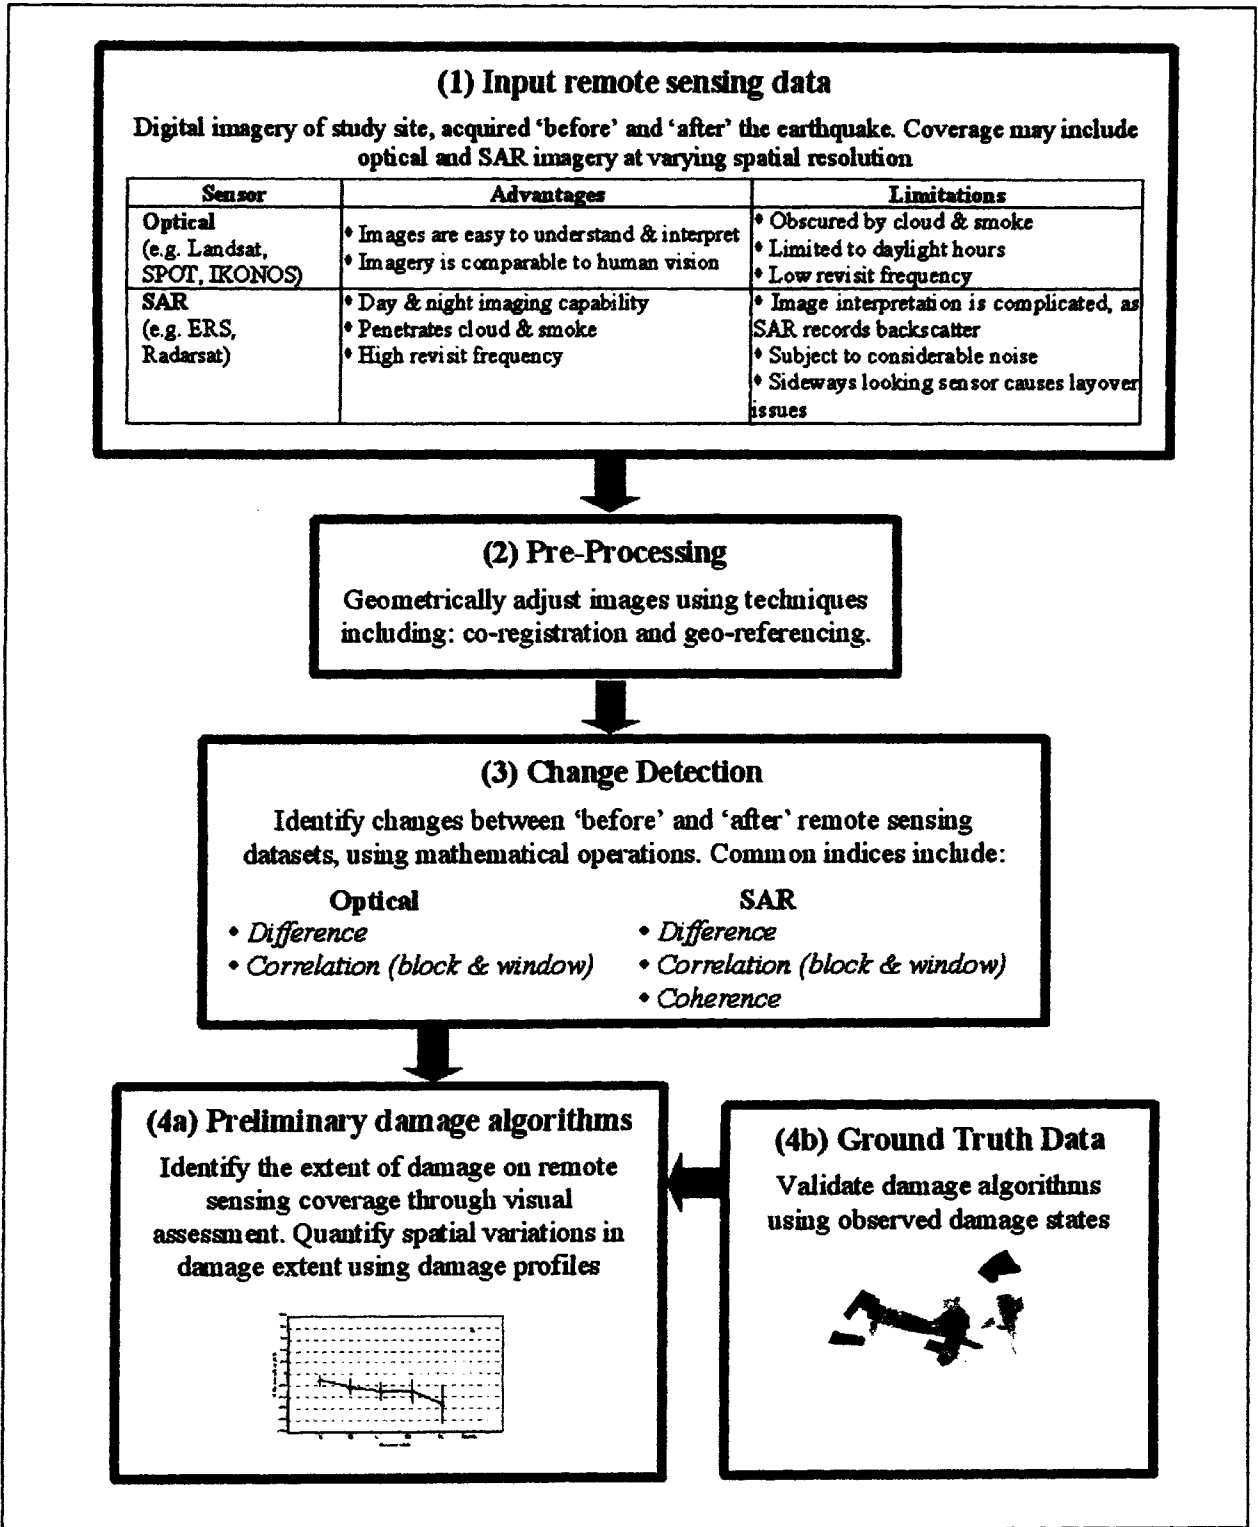 (1) Input remote sensing data
Digital imagery of study site, acquired ‘before’ and ‘after’ the earthquake. Coverage may include
optical and SAR imagery at varying spatial resolution
Sensor Advantages Limitations
Optical
(e.g. Landsat,
SPOT, IKONOS)
• Images are easy to understand & interpret
• Imagery is comparable to human vision
• Obscured by cloud & smoke
• Limited to daylight hours
• Low revisit frequency
SAR
(e.g. ERS,
Radarsat)
• Day & night imaging capability
• Penetrates cloud & smoke
• High revisit frequency
• Image interpretation is complicated, as
SAR records backscatter
• Subject to considerable noise
• Sideways looking sensor causes layover
issues
(2) Pre-Processing
Geometrically adjust images using techniques
including: co-registration and geo-referencing.
(3) Change Detection
Identify changes between ‘before’ and ‘after’ remote sensing
datasets, using mathematical operations. Common indices include:
Optical
• Difference
• Correlation (block & window)
SAR
• Difference
• Correlation (block & window)
• Coherence
(4a) Preliminary damage algorithms
Identify the extent of damage on remote
sensing coverage through visual
assessment. Quantify spatial variations in
damage extent using damage profiles
(4b) Ground Truth Data
Validate damage algorithms
using observed damage states